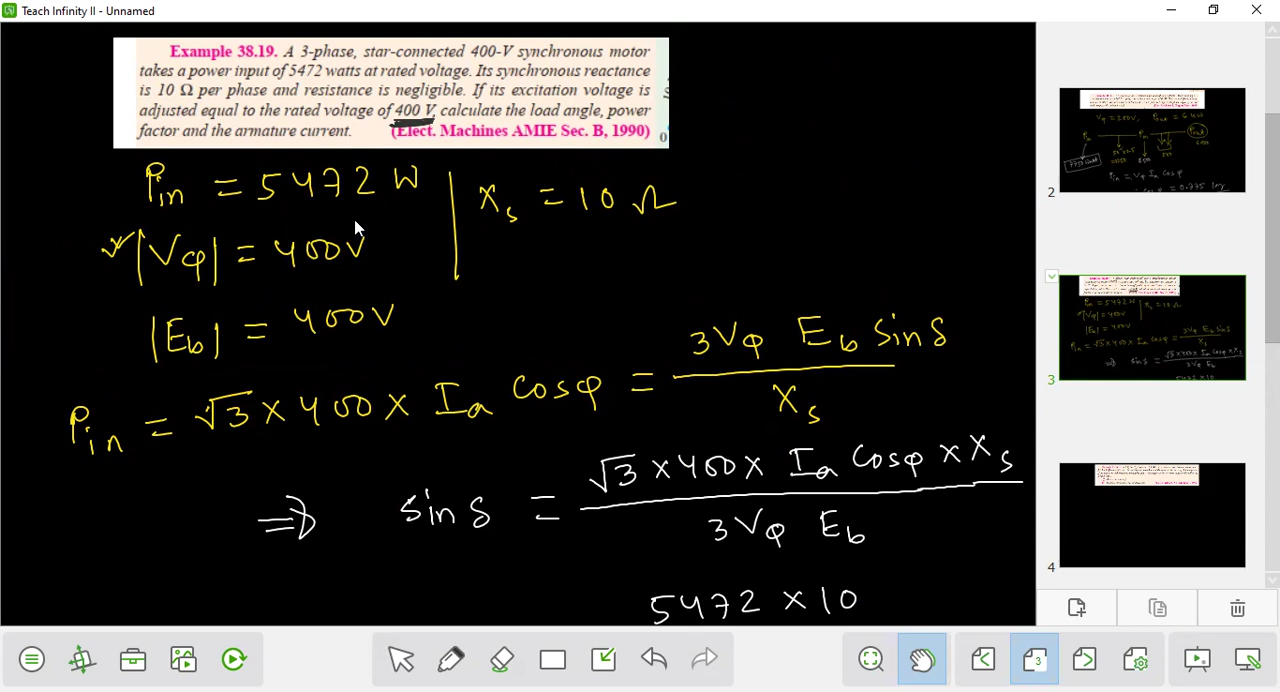 Teach Infinity II - Unnamed
Example 38.19. A 3-phase, star-connected 400-V synchronous motor
takes a power input of 5472 watts at rated voltage. Its synchronous reactance
is 10 Ω per phase and resistance is negligible. If its excitation voltage is
adjusted equal to the rated voltage of 400 V, calculate the load angle, power
factor and the armature current. (Elect. Machines AMIE Sec. B, 1990)
Pin = 5472 W
Xs = 10 Ω
|Vφ| = 400V
|Eb| = 400V
Pin = √3 × 400 × Ia cosφ = 3Vφ Eb sinδ / Xs
⇒ sinδ = √3 × 400 × Ia cosφ × Xs / 3Vφ Eb
5472 × 10
2
3
4
3